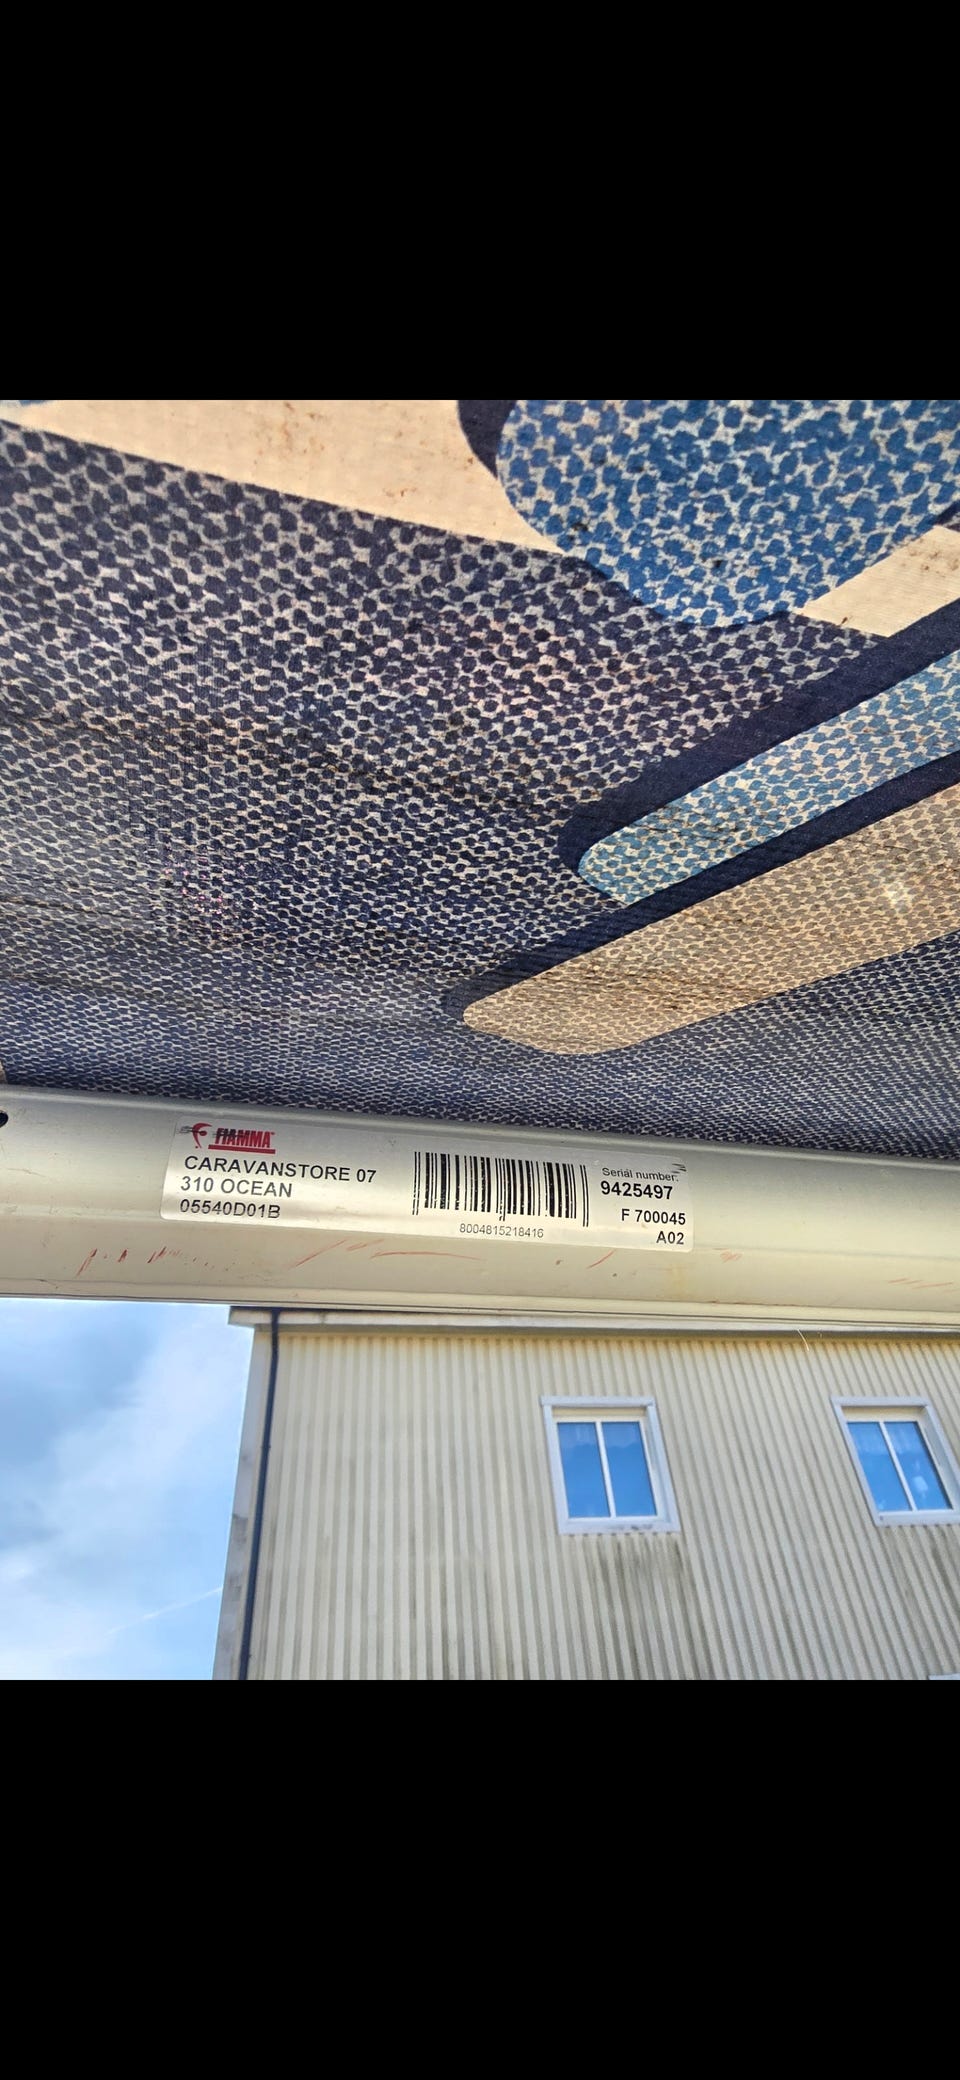 FIAMMA
CARAVANSTORE 07
310 OCEAN
05540D01B
8004815218416
Serial number:
9425497
F 700045
A02